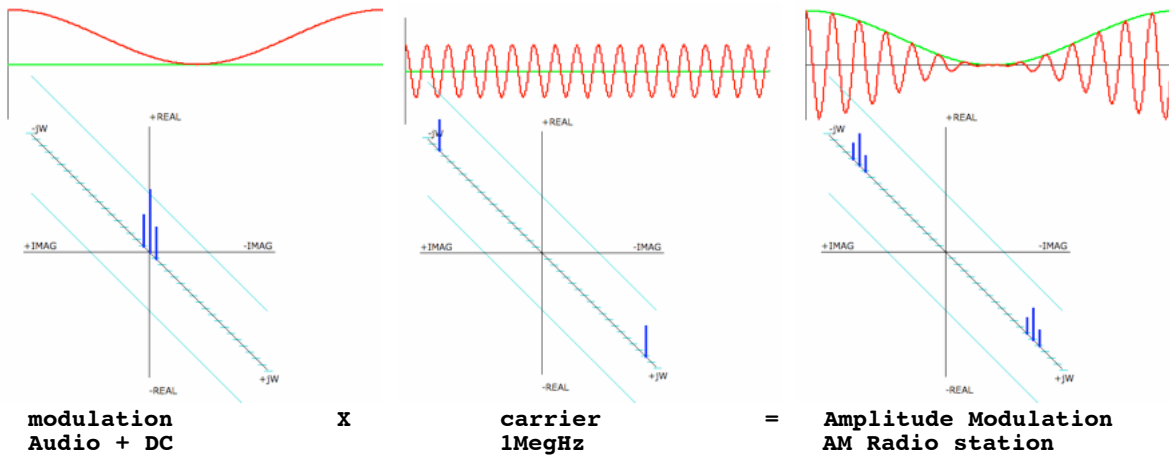 +REAL
-jW
+IMAG
-IMAG
-REAL
+jW
+REAL
-jW
+IMAG
-IMAG
-REAL
+jW
+REAL
-jW
+IMAG
-IMAG
-REAL
+jW
modulation X carrier = Amplitude Modulation
Audio + DC 1MegHz AM Radio station